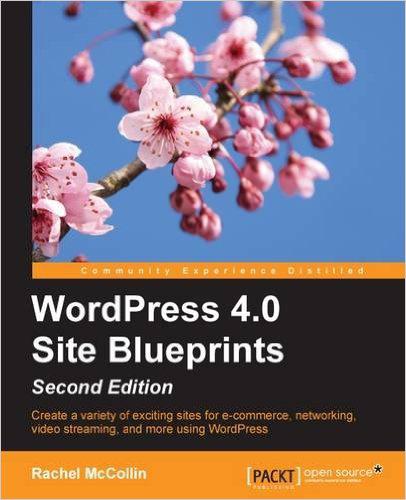 Community Experience Distilled
WordPress 4.0
Site Blueprints
Second Edition
Create a variety of exciting sites for e-commerce, networking,
video streaming, and more using WordPress
Rachel McCollin
[PACKT] open source*
PUBLISHING